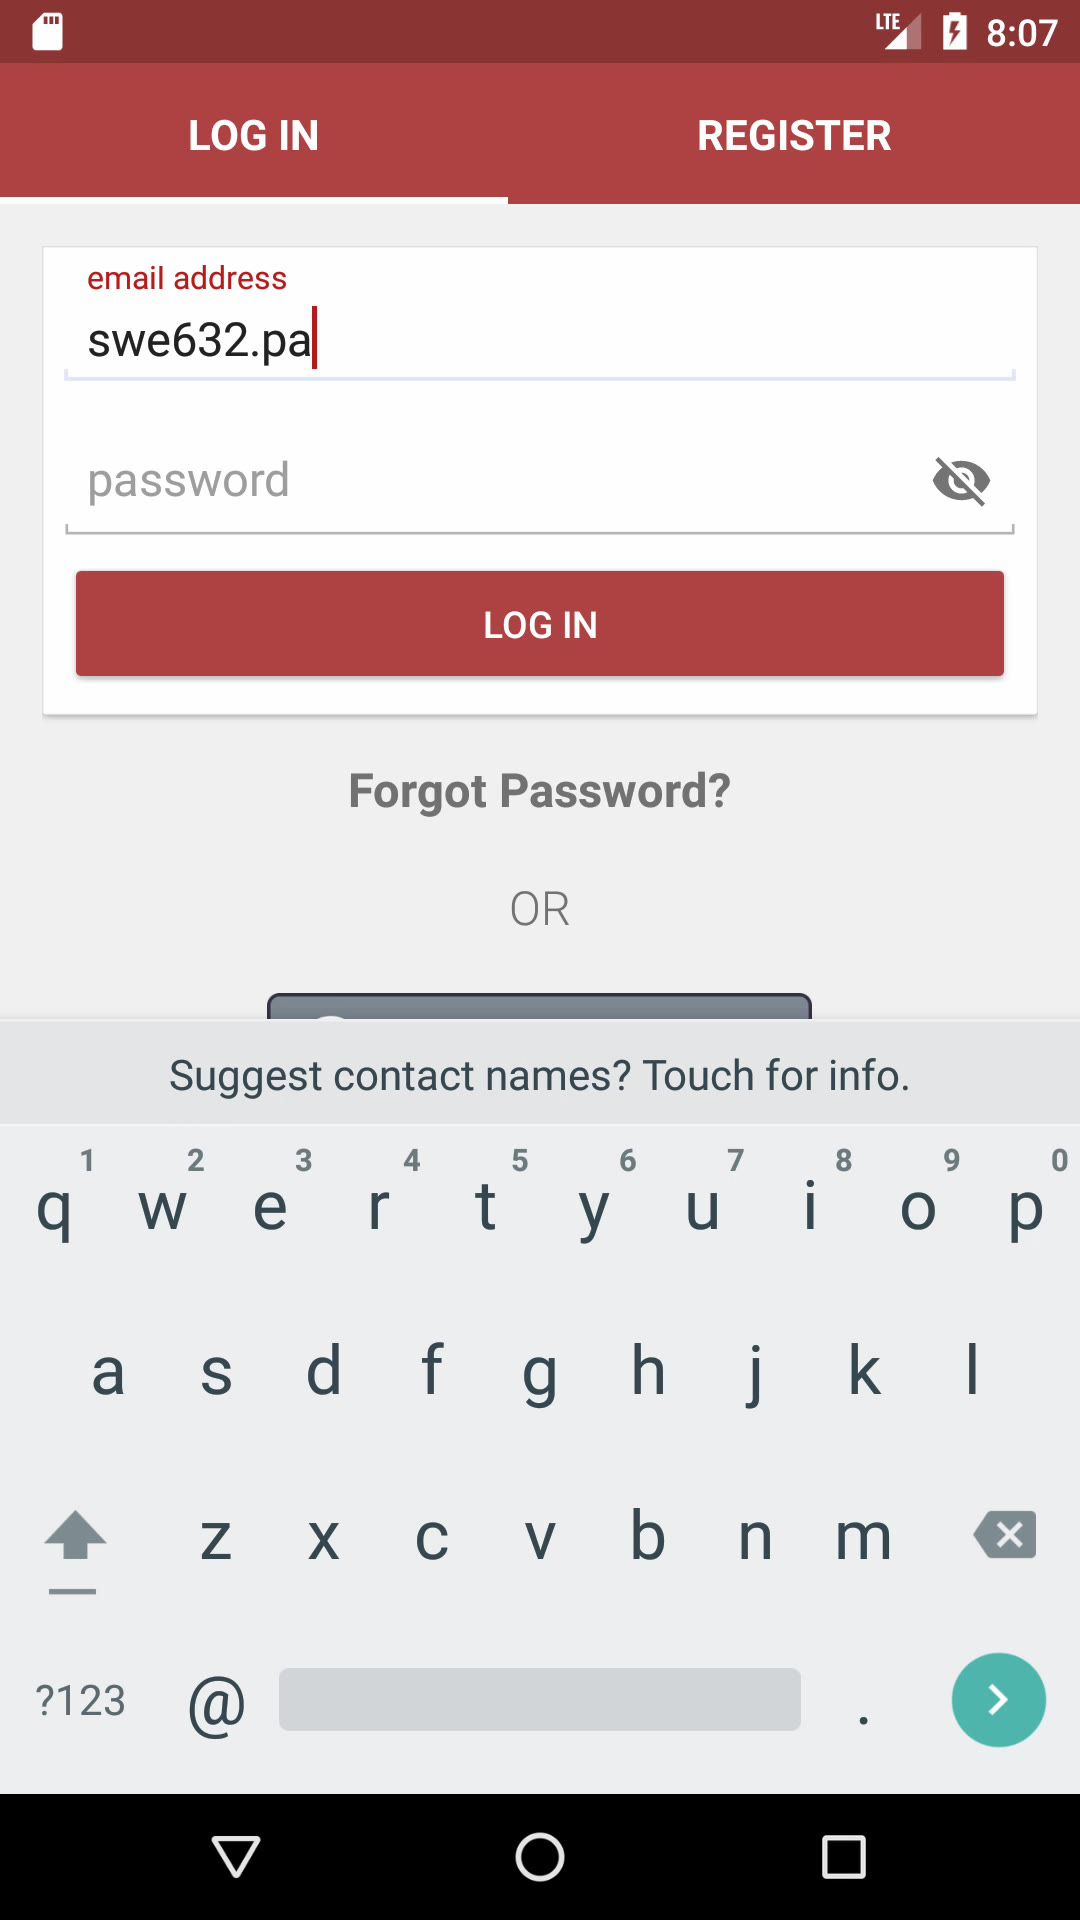 LTE 8:07
LOG IN REGISTER
email address
swe632.pa
password
LOG IN
Forgot Password?
OR
Suggest contact names? Touch for info.
1 2 3 4 5 6 7 8 9 0
q w e r t y u i o p
a s d f g h j k l
z x c v b n m
?123 @ .